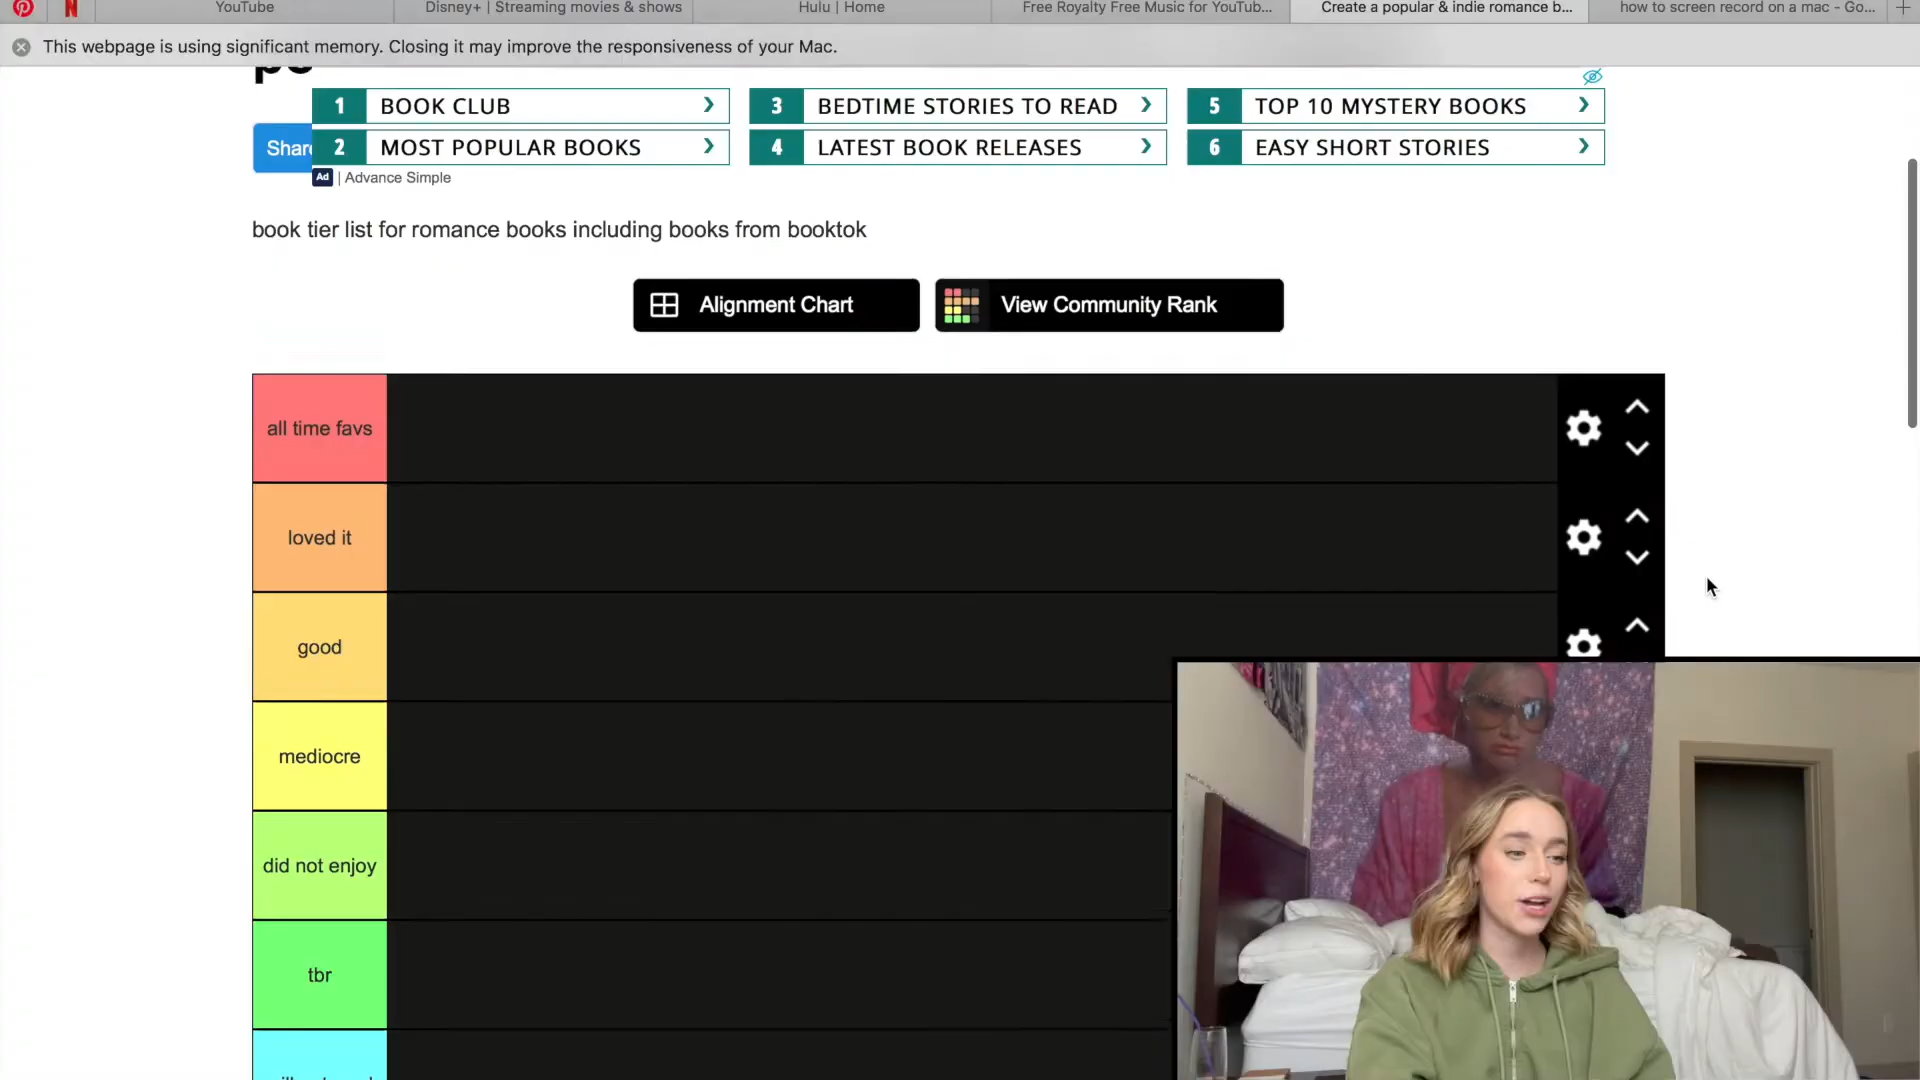 YouTube
Disney+ | Streaming movies & shows
Hulu | Home
Free Royalty Free Music for YouTub...
Create a popular & indie romance b...
how to screen record on a mac - Go...
This webpage is using significant memory. Closing it may improve the responsiveness of your Mac.
1 BOOK CLUB
3 BEDTIME STORIES TO READ
5 TOP 10 MYSTERY BOOKS
Share
2 MOST POPULAR BOOKS
4 LATEST BOOK RELEASES
6 EASY SHORT STORIES
Ad | Advance Simple
book tier list for romance books including books from booktok
Alignment Chart
View Community Rank
all time favs
loved it
good
mediocre
did not enjoy
tbr